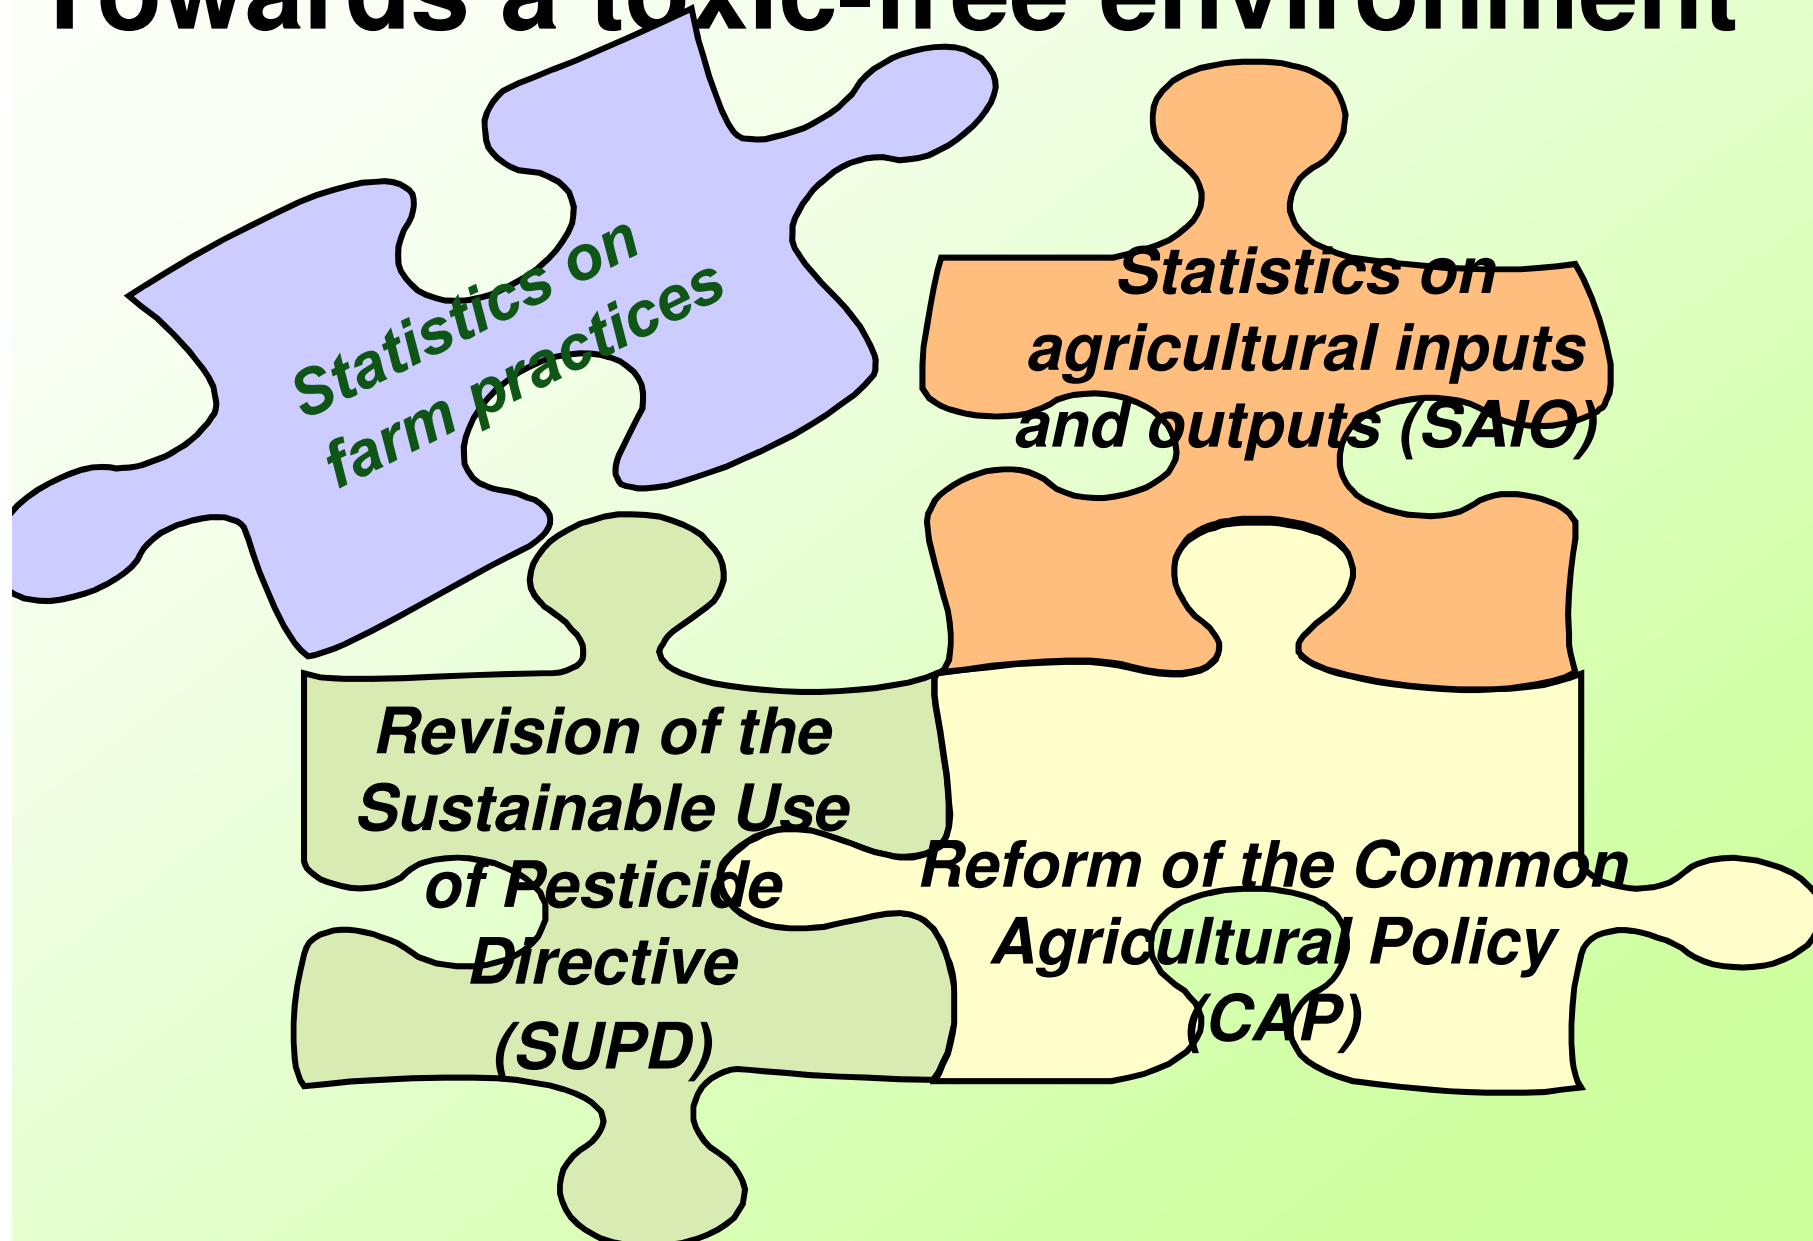 Towards a toxic-free environment
Statistics on
farm practices
Statistics on
agricultural inputs
and outputs (SAIO)
Revision of the
Sustainable Use
of Pesticide
Directive
(SUPD)
Reform of the Common
Agricultural Policy
(CAP)